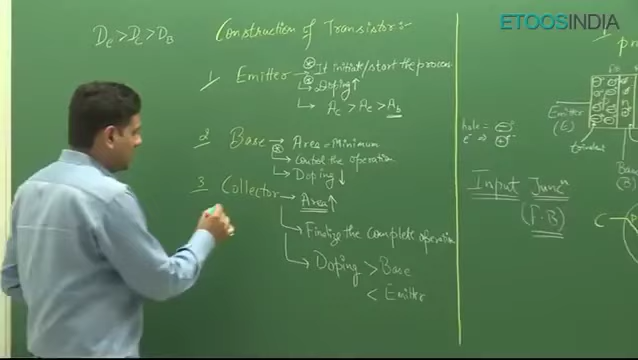 ETOOSINDIA
De > Dc > DB
Construction of Transistor:-
1 Emitter → It initiate/start the process
Doping ↑
Ac > Ae > Ab
2 Base → Area = Minimum
Control the operation
Doping ↓
3 Collector → Area ↑
Finalize the complete operation
Doping > Base
< Emitter
hole =
e⁻ =
Emitter
(E)
Base
(B)
Input Junc^n
(F.B)
C